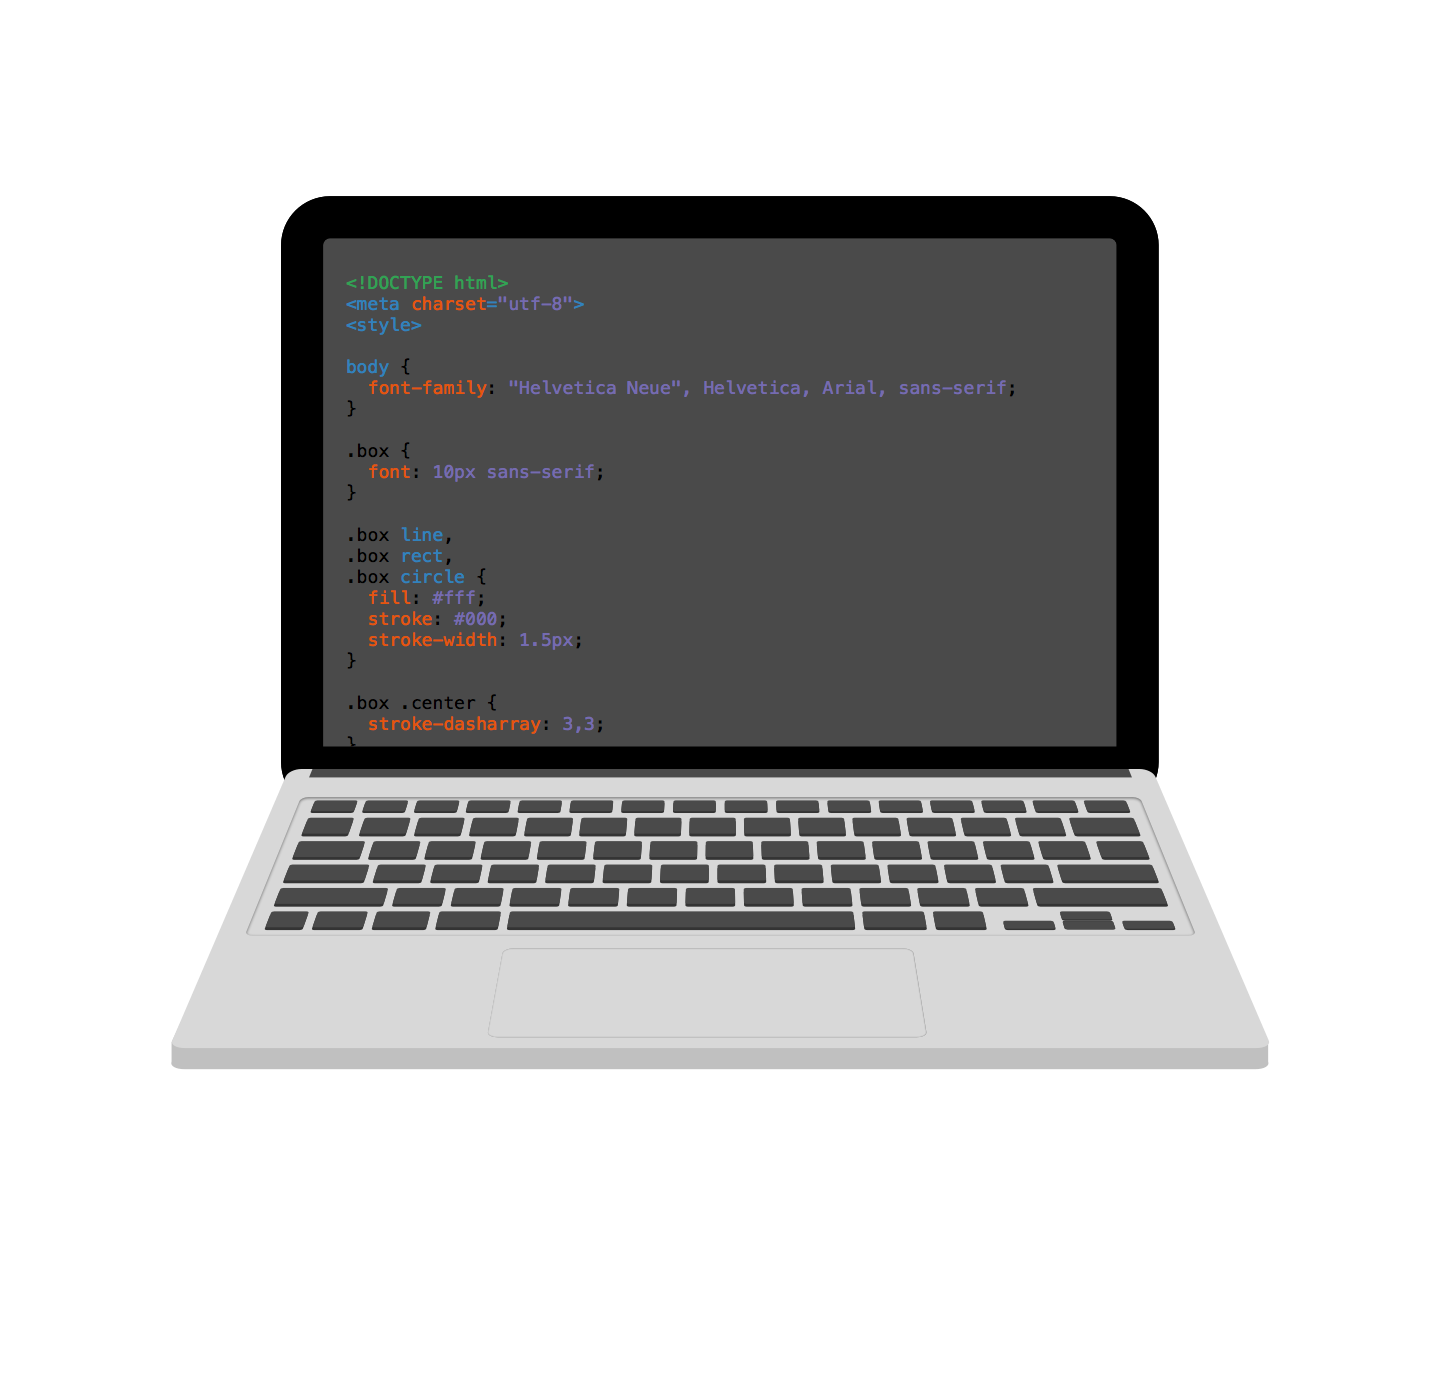 <!DOCTYPE html>
<meta charset="utf-8">
<style>

body {
  font-family: "Helvetica Neue", Helvetica, Arial, sans-serif;
}

.box {
  font: 10px sans-serif;
}

.box line,
.box rect,
.box circle {
  fill: #fff;
  stroke: #000;
  stroke-width: 1.5px;
}

.box .center {
  stroke-dasharray: 3,3;
}